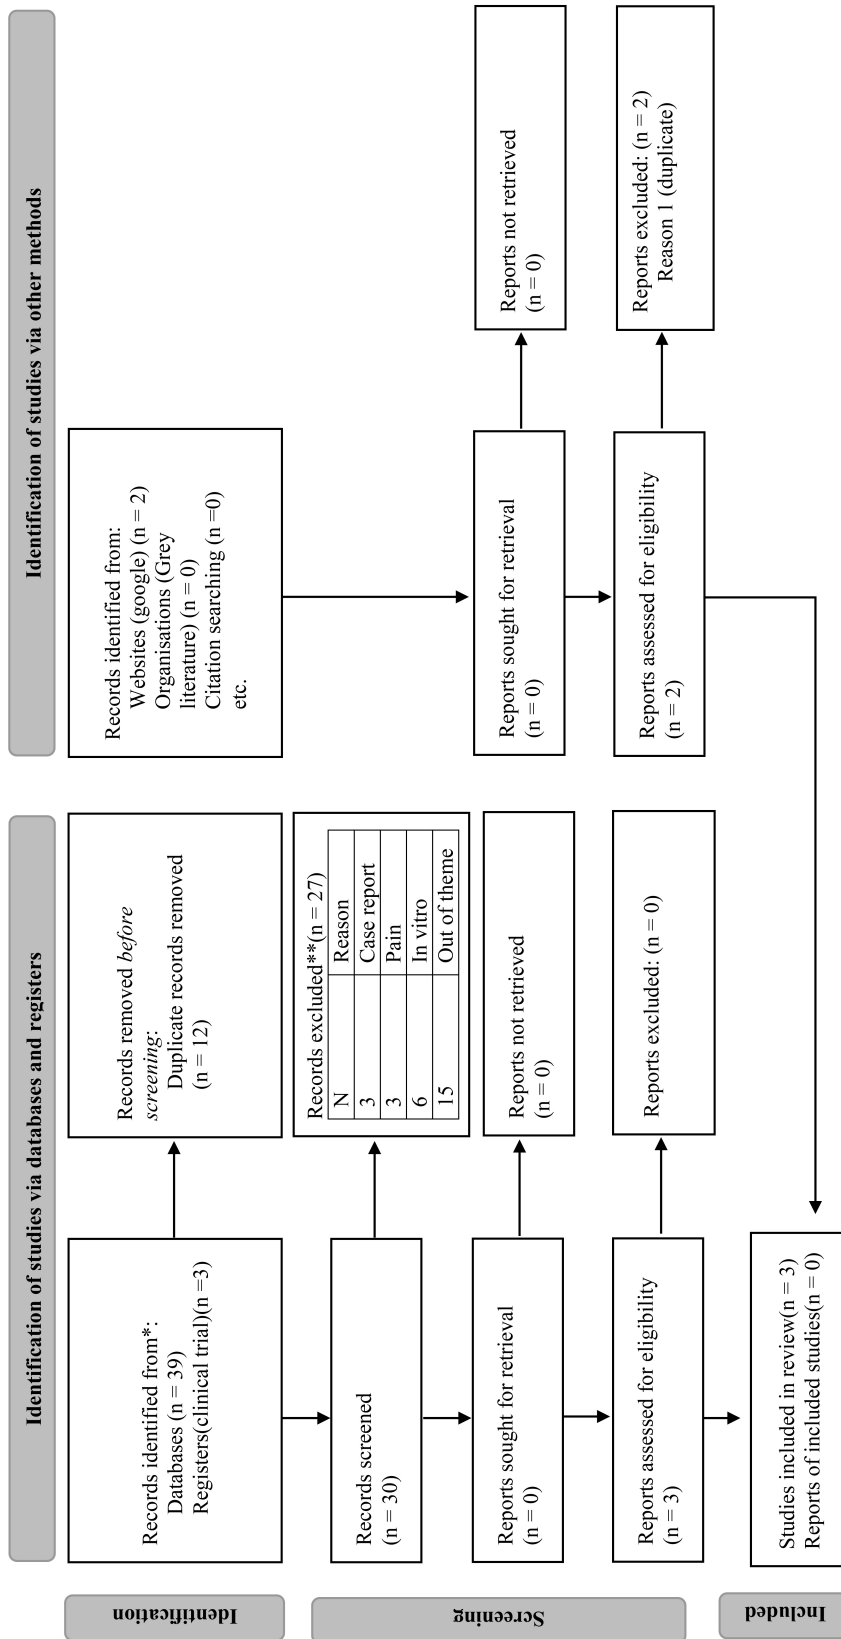 Identification of studies via databases and registers
Identification of studies via other methods
Identification
Records identified from*:
Databases (n = 39)
Registers(clinical trial)(n =3)
Records removed before
screening:
Duplicate records removed
(n = 12)
Records identified from:
Websites (google) (n = 2)
Organisations (Grey
literature) (n = 0)
Citation searching (n =0)
etc.
Screening
Records screened
(n = 30)
Records excluded**(n = 27)
N Reason
3 Case report
3 Pain
6 In vitro
15 Out of theme
Reports sought for retrieval
(n = 0)
Reports not retrieved
(n = 0)
Reports sought for retrieval
(n = 0)
Reports not retrieved
(n = 0)
Reports assessed for eligibility
(n = 3)
Reports excluded: (n = 0)
Reports assessed for eligibility
(n = 2)
Reports excluded: (n = 2)
Reason 1 (duplicate)
Included
Studies included in review(n = 3)
Reports of included studies(n = 0)